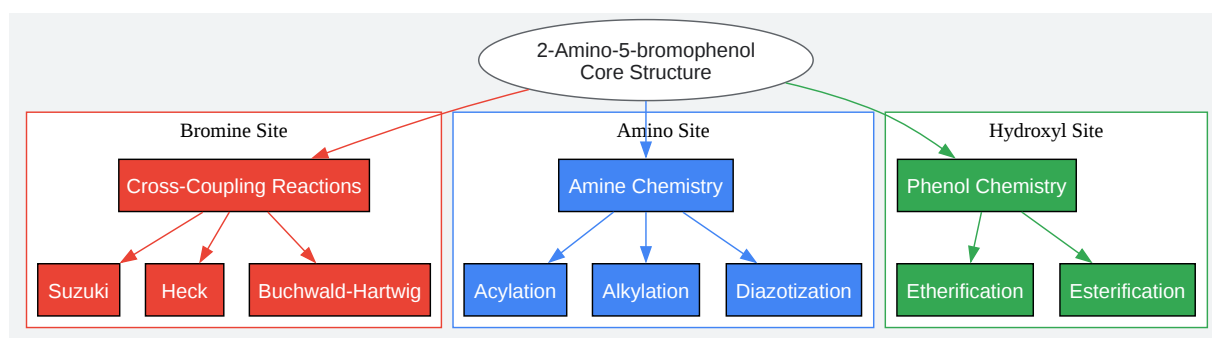 2-Amino-5-bromophenol
Core Structure
Bromine Site
Amino Site
Hydroxyl Site
Cross-Coupling Reactions
Amine Chemistry
Phenol Chemistry
Suzuki
Heck
Buchwald-Hartwig
Acylation
Alkylation
Diazotization
Etherification
Esterification